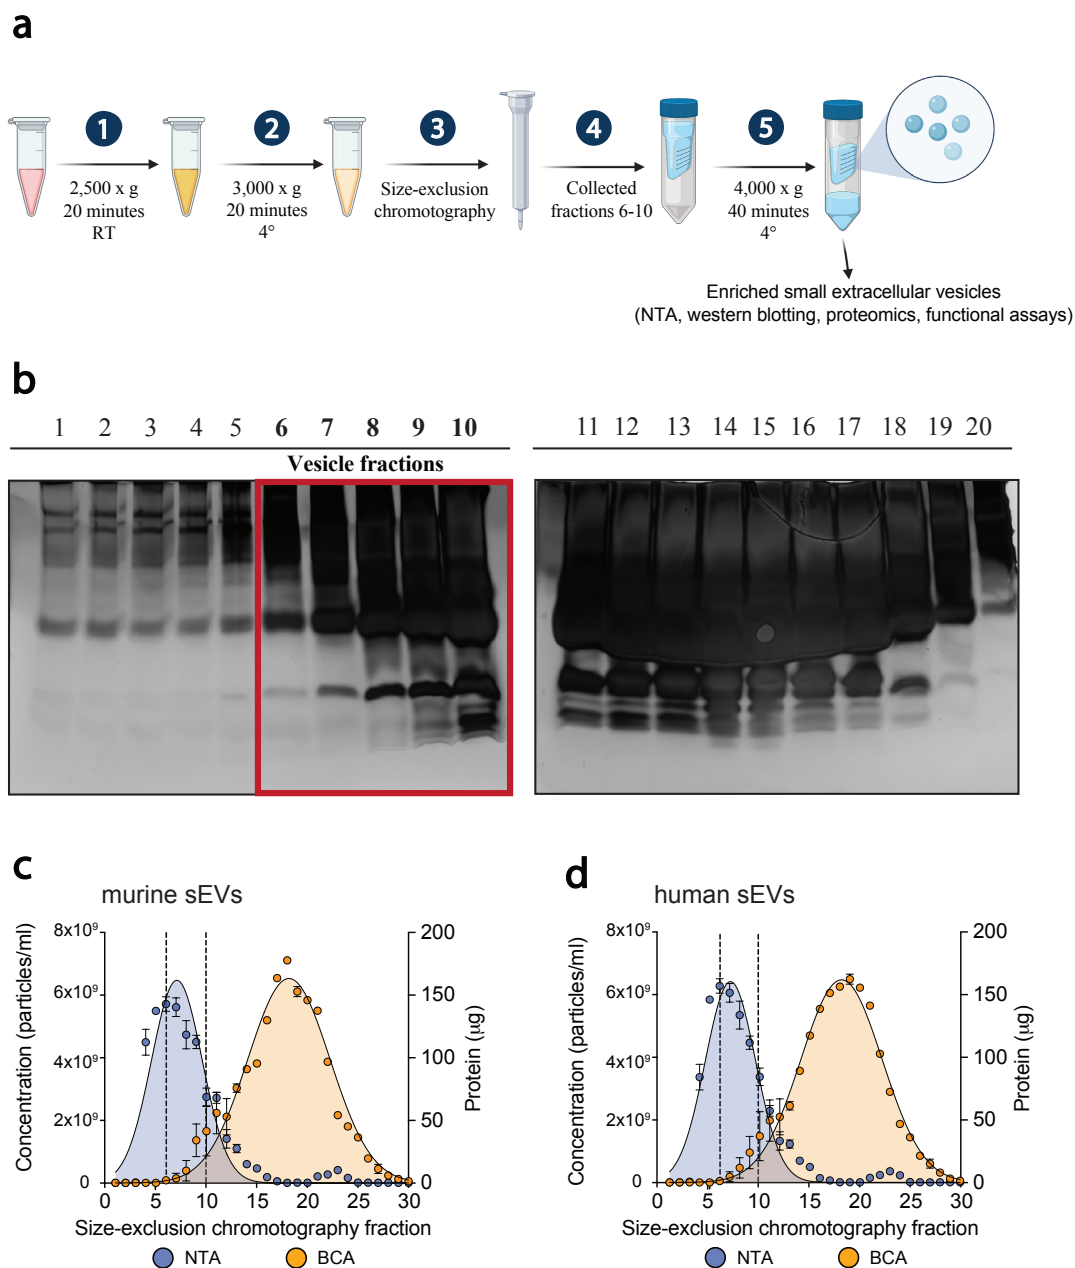 a
1 2 3 4 5
2,500 x g
20 minutes
RT
3,000 x g
20 minutes
4°
Size-exclusion
chromotography
Collected
fractions 6-10
4,000 x g
40 minutes
4°
Enriched small extracellular vesicles
(NTA, western blotting, proteomics, functional assays)
b
1 2 3 4 5 6 7 8 9 10 11 12 13 14 15 16 17 18 19 20
Vesicle fractions
c
murine sEVs
Concentration (particles/ml)
8x10⁹
6x10⁹
4x10⁹
2x10⁹
0
200
150
100
50
0
Protein (µg)
0 5 10 15 20 25 30
Size-exclusion chromotography fraction
NTA BCA
d
human sEVs
Concentration (particles/ml)
8x10⁹
6x10⁹
4x10⁹
2x10⁹
0
200
150
100
50
0
Protein (µg)
0 5 10 15 20 25 30
Size-exclusion chromotography fraction
NTA BCA